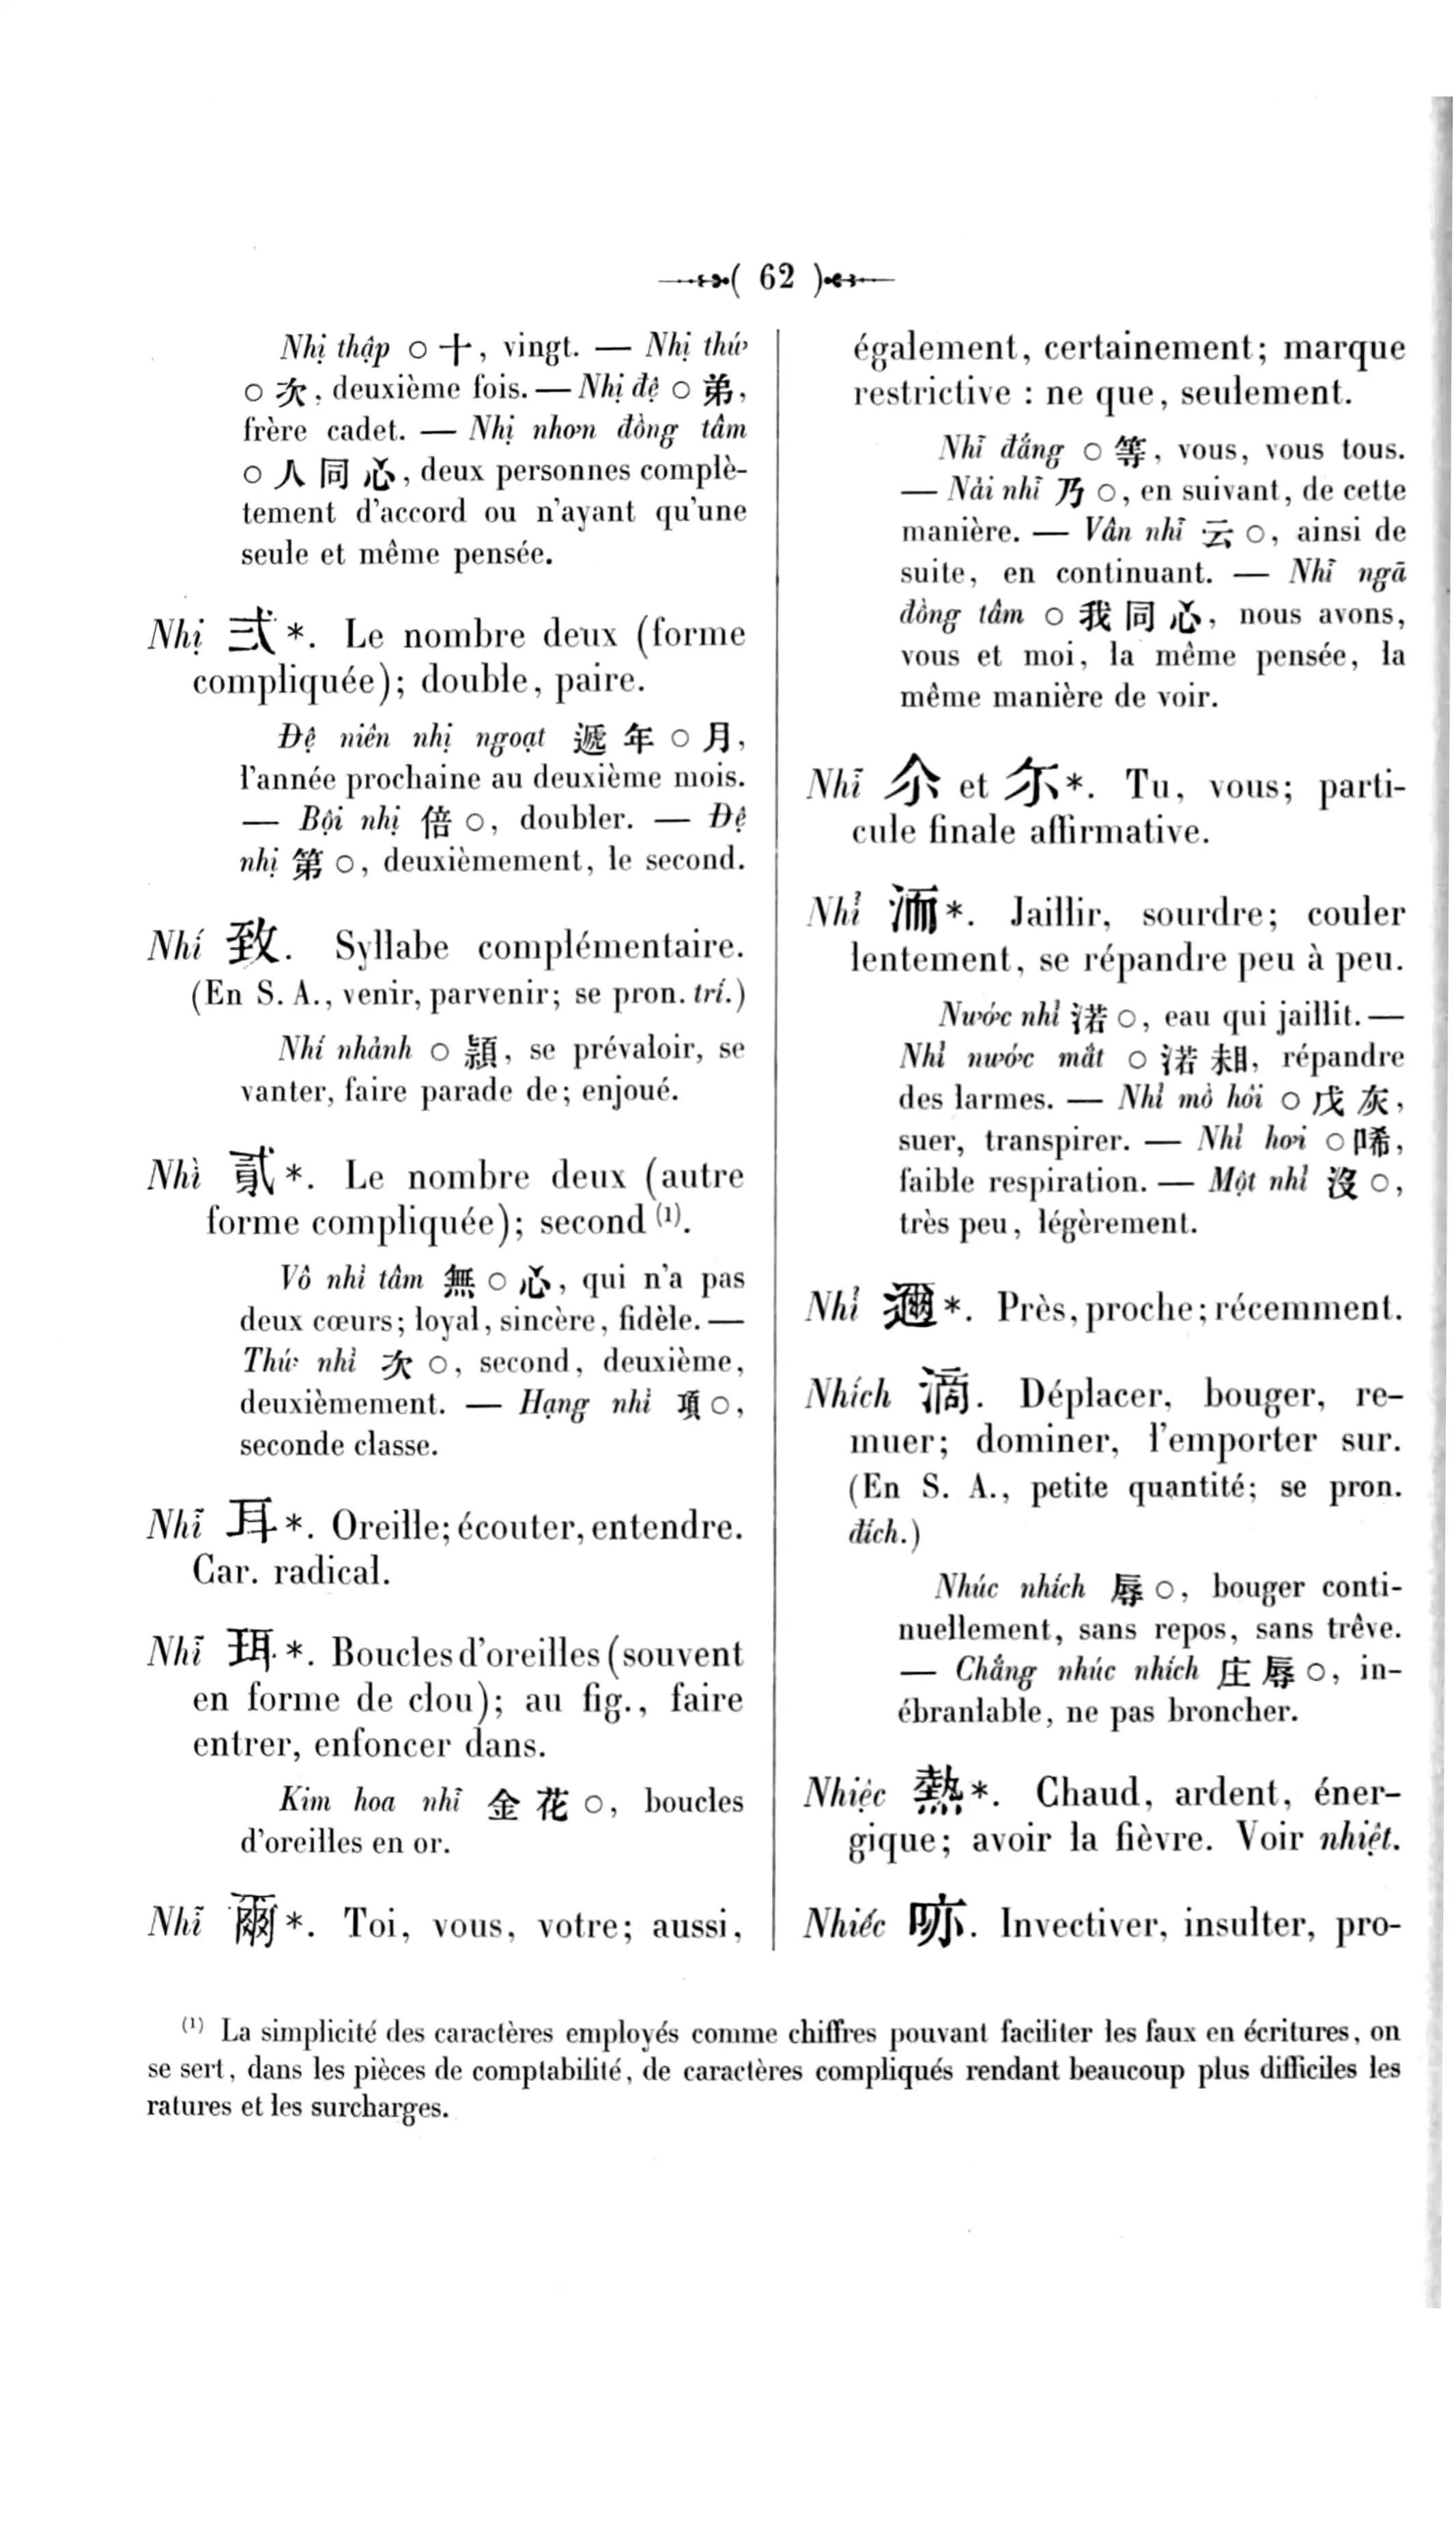 ( 62 )
Nhị thập ○ 十, vingt. — Nhị thứ
○ 次, deuxième fois. — Nhị đệ ○ 弟,
frère cadet. — Nhị nhơn đồng tâm
○ 人 同 心, deux personnes complè-
tement d'accord ou n'ayant qu'une
seule et même pensée.
Nhị 弍 *. Le nombre deux (forme
compliquée); double, paire.
Đệ niên nhị ngoạt 遞 年 ○ 月,
l'année prochaine au deuxième mois.
— Bội nhị 倍 ○, doubler. — Đệ
nhị 第 ○, deuxièmement, le second.
Nhí 致. Syllabe complémentaire.
(En S. A., venir, parvenir; se pron. trí.)
Nhí nhảnh ○ 頴, se prévaloir, se
vanter, faire parade de; enjoué.
Nhì 貳 *. Le nombre deux (autre
forme compliquée); second (1).
Vô nhì tâm 無 ○ 心, qui n'a pas
deux cœurs; loyal, sincère, fidèle. —
Thứ nhì 次 ○, second, deuxième,
deuxièmement. — Hạng nhì 項 ○,
seconde classe.
Nhĩ 耳 *. Oreille; écouter, entendre.
Car. radical.
Nhĩ 珥 *. Boucles d'oreilles (souvent
en forme de clou); au fig., faire
entrer, enfoncer dans.
Kim hoa nhĩ 金 花 ○, boucles
d'oreilles en or.
Nhĩ 爾 *. Toi, vous, votre; aussi,
également, certainement; marque
restrictive : ne que, seulement.
Nhĩ đẳng ○ 等, vous, vous tous.
— Nải nhĩ 乃 ○, en suivant, de cette
manière. — Vân nhĩ 云 ○, ainsi de
suite, en continuant. — Nhĩ ngã
đồng tâm ○ 我 同 心, nous avons,
vous et moi, la même pensée, la
même manière de voir.
Nhĩ 尒 et 尓 *. Tu, vous; parti-
cule finale affirmative.
Nhỉ 洏 *. Jaillir, sourdre; couler
lentement, se répandre peu à peu.
Nước nhỉ 渃 ○, eau qui jaillit. —
Nhỉ nước mắt ○ 渃 眜, répandre
des larmes. — Nhỉ mồ hôi ○ 戊 灰,
suer, transpirer. — Nhỉ hơi ○ 唏,
faible respiration. — Một nhỉ 沒 ○,
très peu, légèrement.
Nhỉ 邇 *. Près, proche; récemment.
Nhích 滴. Déplacer, bouger, re-
muer; dominer, l'emporter sur.
(En S. A., petite quantité; se pron.
đích.)
Nhúc nhích 辱 ○, bouger conti-
nuellement, sans repos, sans trêve.
— Chẳng nhúc nhích 庄 辱 ○, in-
ébranlable, ne pas broncher.
Nhiệc 熱 *. Chaud, ardent, éner-
gique; avoir la fièvre. Voir nhiệt.
Nhiếc 㖡. Invectiver, insulter, pro-
(1) La simplicité des caractères employés comme chiffres pouvant faciliter les faux en écritures, on
se sert, dans les pièces de comptabilité, de caractères compliqués rendant beaucoup plus difficiles les
ratures et les surcharges.